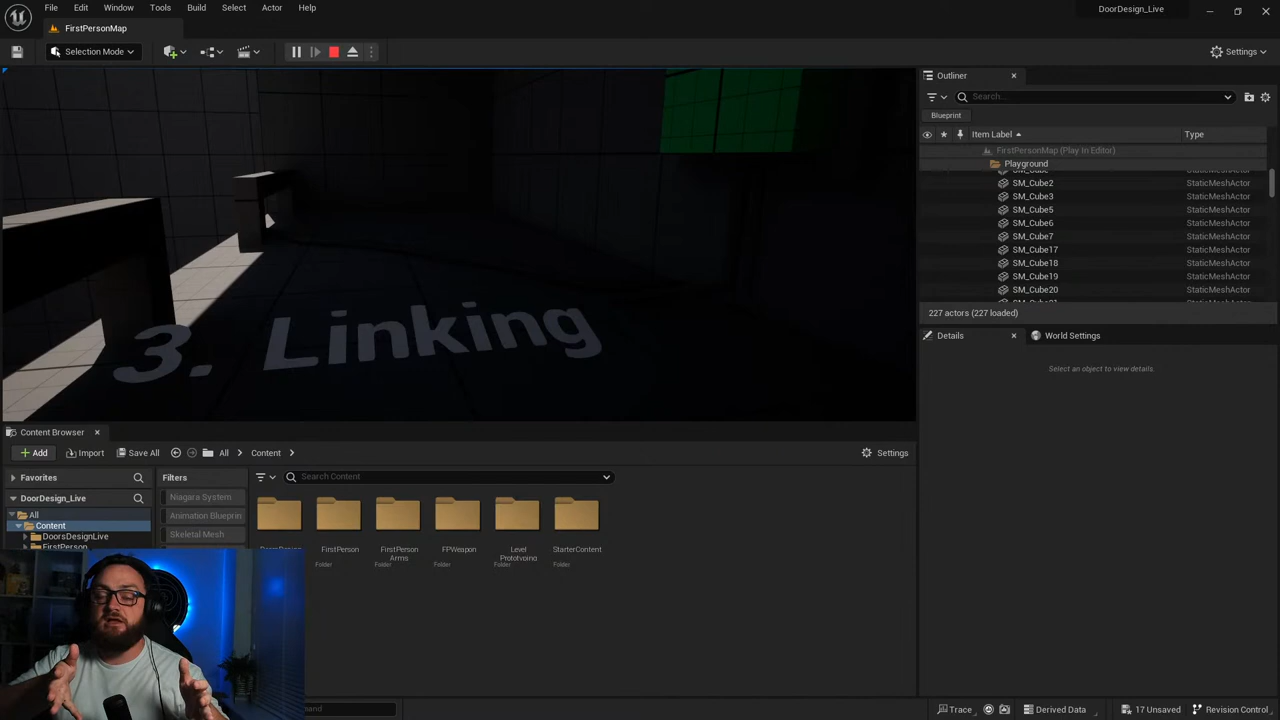 File Edit Window Tools Build Select Actor Help
DoorDesign_Live
FirstPersonMap
Selection Mode
Settings
3. Linking
Outliner
Search...
Blueprint
Item Label
Type
FirstPersonMap (Play In Editor)
Playground
SM_Cube StaticMeshActor
SM_Cube2 StaticMeshActor
SM_Cube3 StaticMeshActor
SM_Cube5 StaticMeshActor
SM_Cube6 StaticMeshActor
SM_Cube7 StaticMeshActor
SM_Cube17 StaticMeshActor
SM_Cube18 StaticMeshActor
SM_Cube19 StaticMeshActor
SM_Cube20 StaticMeshActor
227 actors (227 loaded)
Details
World Settings
Select an object to view details
Content Browser
Add
Import
Save All
All
Content
Settings
Favorites
Filters
Search Content
DoorDesign_Live
Niagara System
All
Animation Blueprin
Content
Skeletal Mesh
DoorsDesignLive
FirstPerson
FirstPerson
Folder
FirstPerson
Arms
Folder
FPWeapon
Folder
Level
Prototyping
Folder
StarterContent
Folder
Trace
Derived Data
17 Unsaved
Revision Control